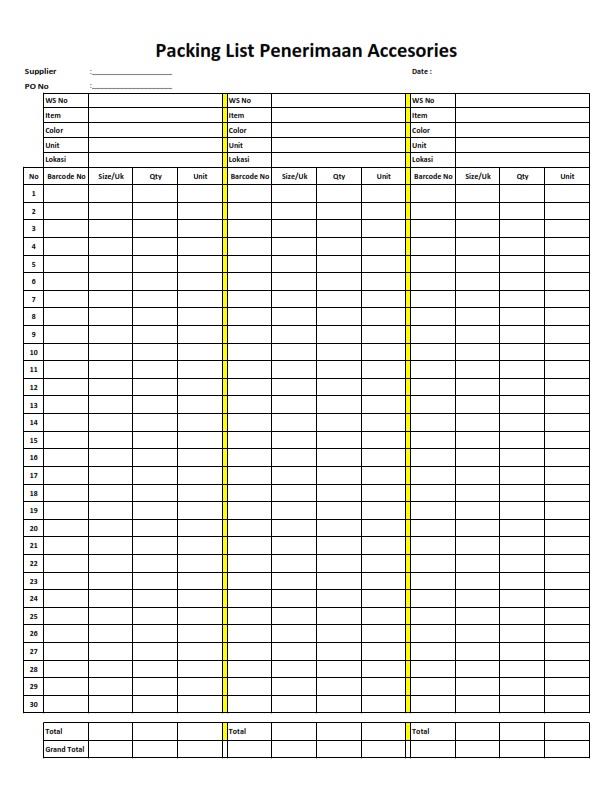 Packing List Penerimaan Accesories
Supplier :____________________ Date :
PO No :____________________
WS No WS No WS No
Item Item Item
Color Color Color
Unit Unit Unit
Lokasi Lokasi Lokasi
No Barcode No Size/Uk Qty Unit Barcode No Size/Uk Qty Unit Barcode No Size/Uk Qty Unit
1
2
3
4
5
6
7
8
9
10
11
12
13
14
15
16
17
18
19
20
21
22
23
24
25
26
27
28
29
30
Total Total Total
Grand Total